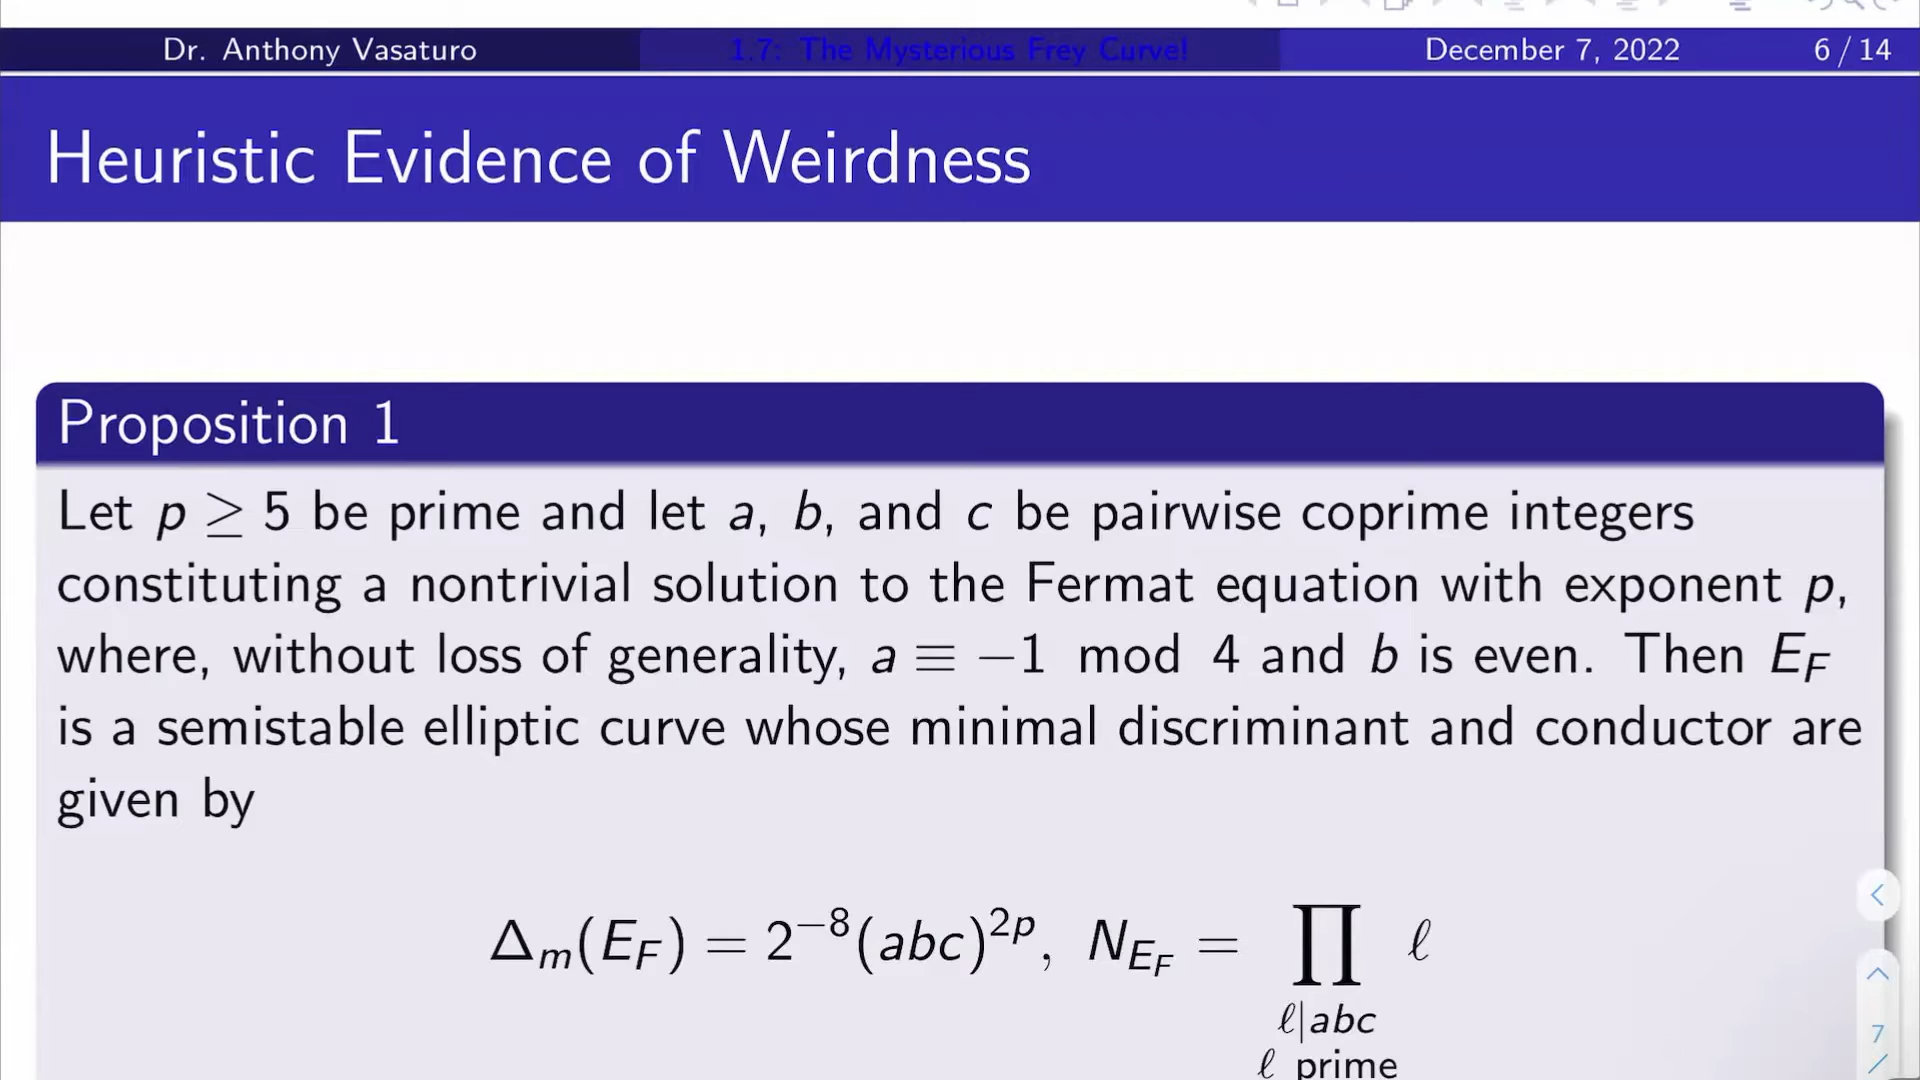 Dr. Anthony Vasaturo 1.7: The Mysterious Frey Curve! December 7, 2022 6 / 14
Heuristic Evidence of Weirdness
Proposition 1
Let p ≥ 5 be prime and let a, b, and c be pairwise coprime integers
constituting a nontrivial solution to the Fermat equation with exponent p,
where, without loss of generality, a ≡ −1 mod 4 and b is even. Then E_F
is a semistable elliptic curve whose minimal discriminant and conductor are
given by
Δ_m(E_F) = 2^{−8}(abc)^{2p}, N_{E_F} = ∏ ℓ
ℓ|abc
ℓ prime
7
/